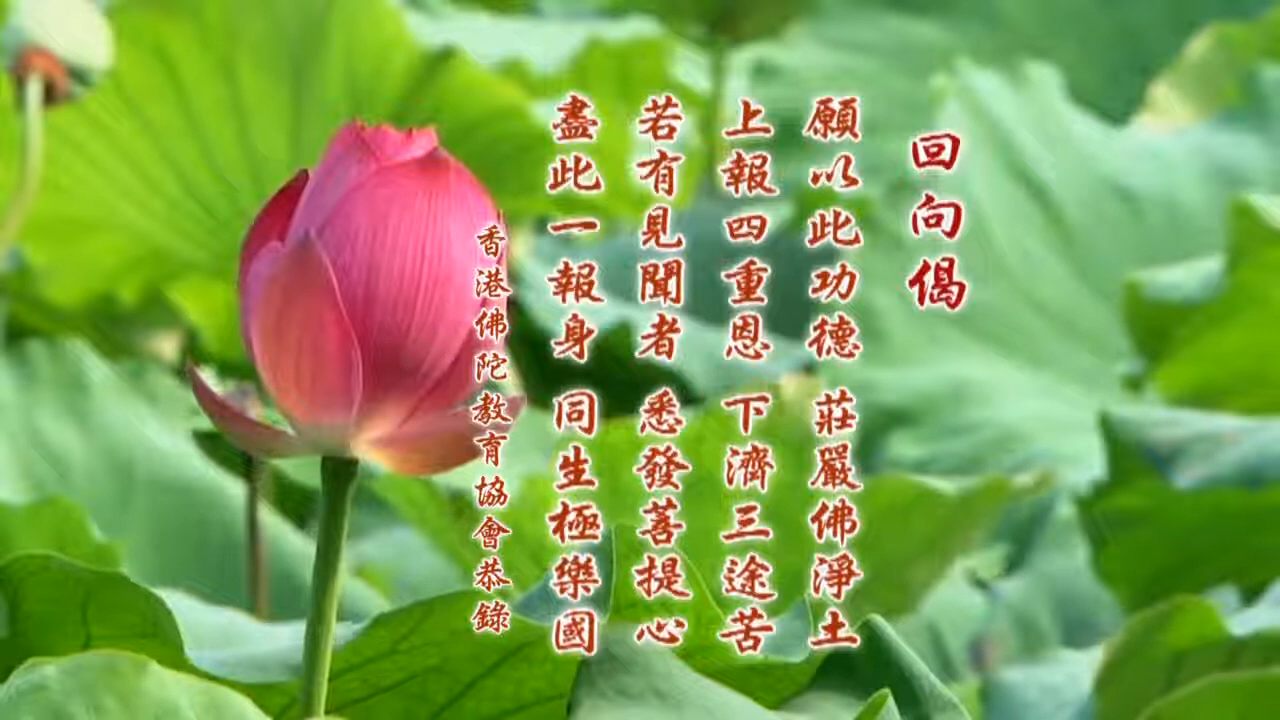 回向偈
願以此功德 莊嚴佛淨土
上報四重恩 下濟三途苦
若有見聞者 悉發菩提心
盡此一報身 同生極樂國
香港佛陀教育協會恭錄